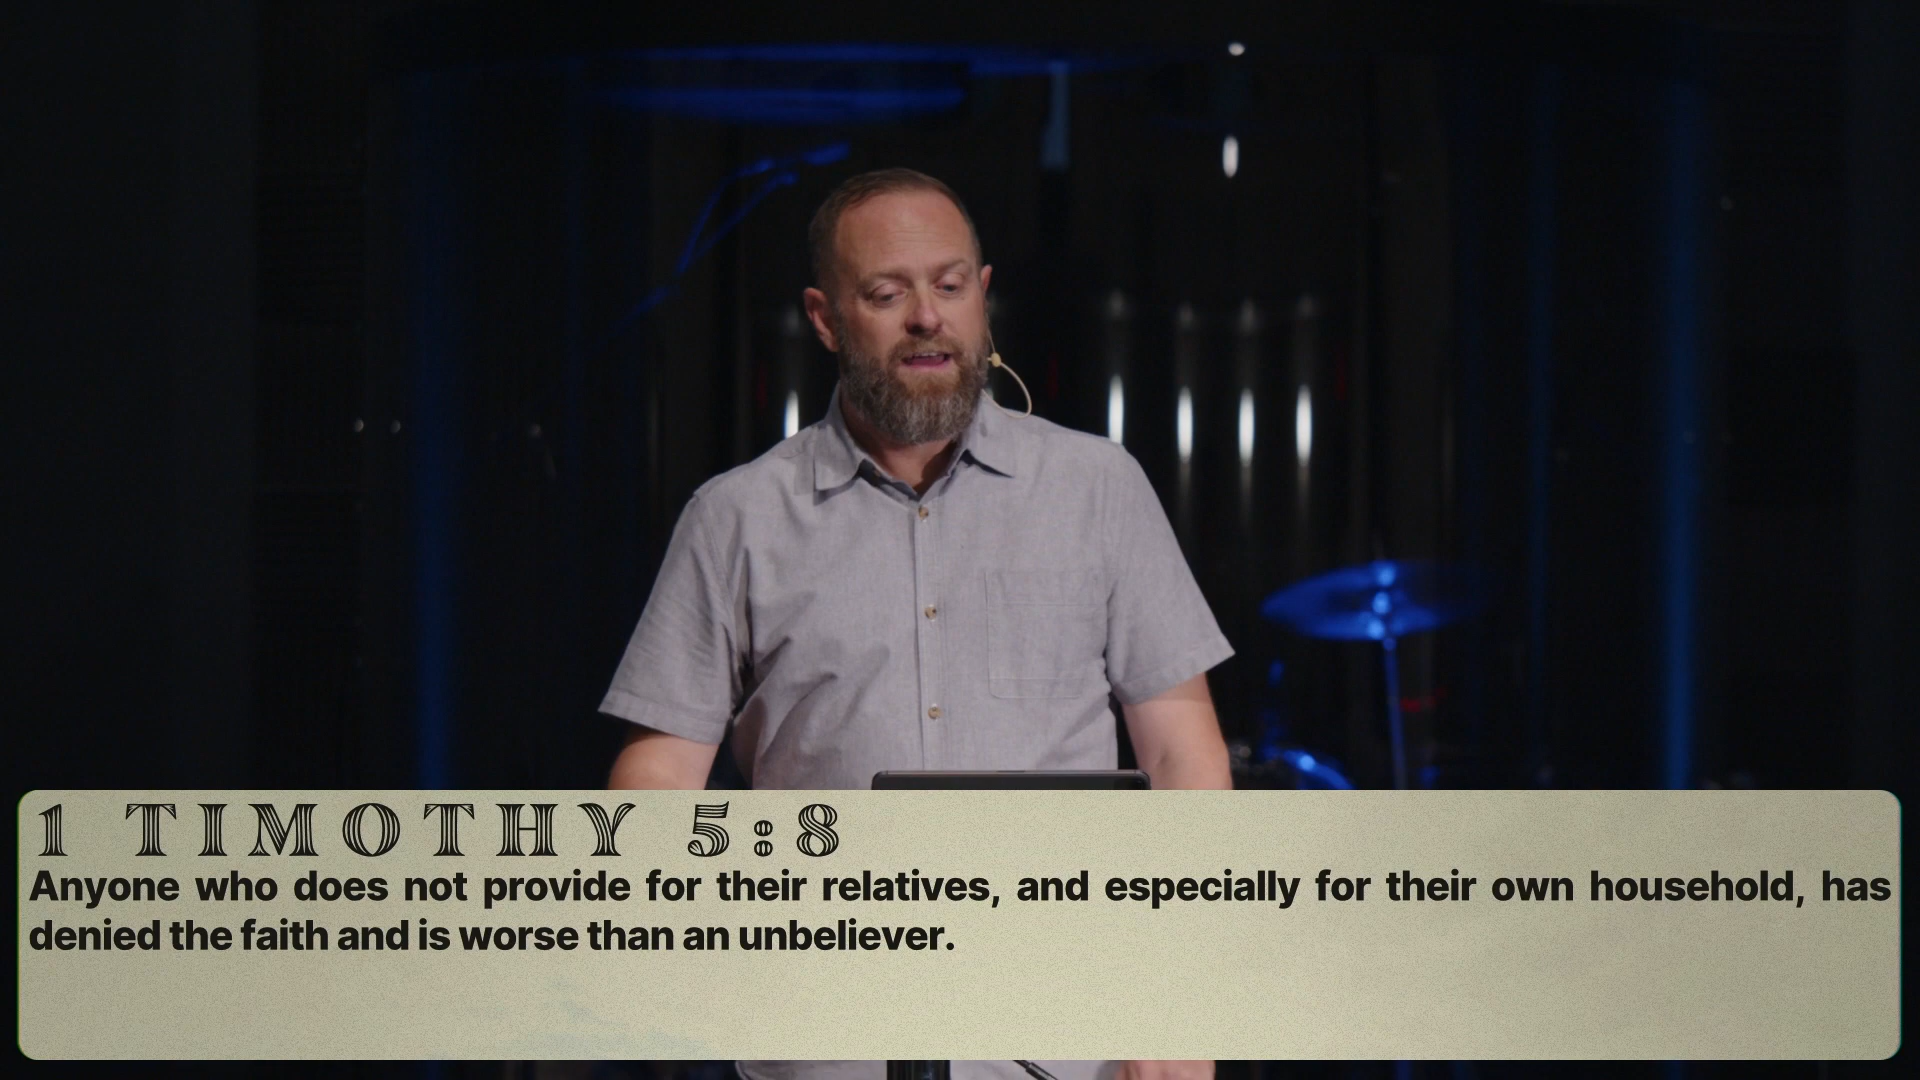 1 TIMOTHY 5:8
Anyone who does not provide for their relatives, and especially for their own household, has
denied the faith and is worse than an unbeliever.